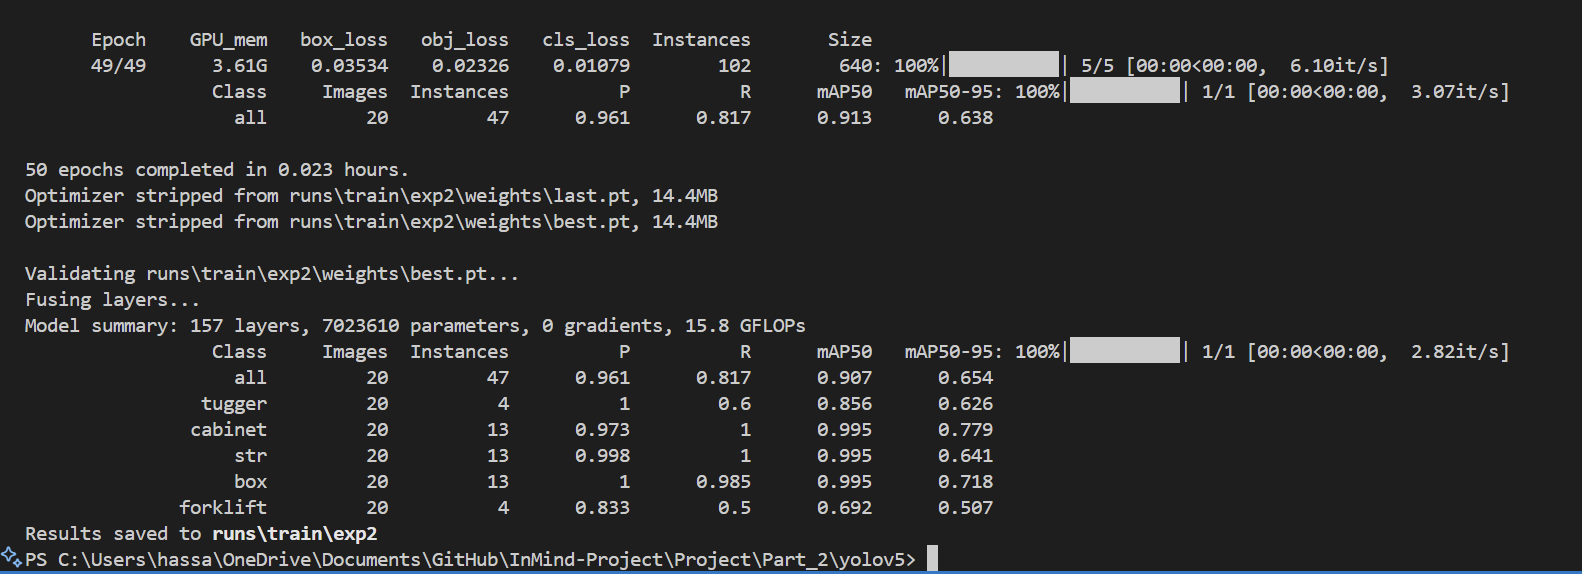 Epoch GPU_mem box_loss obj_loss cls_loss Instances Size
49/49 3.61G 0.03534 0.02326 0.01079 102 640: 100%|██████████| 5/5 [00:00<00:00, 6.10it/s]
Class Images Instances P R mAP50 mAP50-95: 100%|██████████| 1/1 [00:00<00:00, 3.07it/s]
all 20 47 0.961 0.817 0.913 0.638
50 epochs completed in 0.023 hours.
Optimizer stripped from runs\train\exp2\weights\last.pt, 14.4MB
Optimizer stripped from runs\train\exp2\weights\best.pt, 14.4MB
Validating runs\train\exp2\weights\best.pt...
Fusing layers...
Model summary: 157 layers, 7023610 parameters, 0 gradients, 15.8 GFLOPs
Class Images Instances P R mAP50 mAP50-95: 100%|██████████| 1/1 [00:00<00:00, 2.82it/s]
all 20 47 0.961 0.817 0.907 0.654
tugger 20 4 1 0.6 0.856 0.626
cabinet 20 13 0.973 1 0.995 0.779
str 20 13 0.998 1 0.995 0.641
box 20 13 1 0.985 0.995 0.718
forklift 20 4 0.833 0.5 0.692 0.507
Results saved to runs\train\exp2
PS C:\Users\hassa\OneDrive\Documents\GitHub\InMind-Project\Project\Part_2\yolov5>